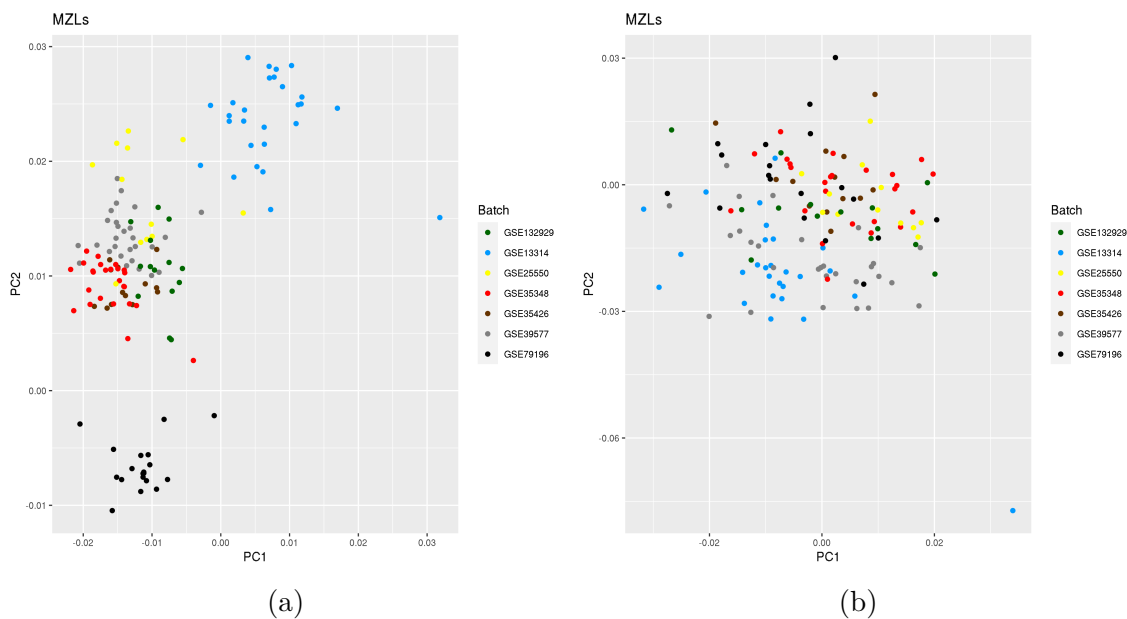 MZLs
0.03
0.02
0.01
0.00
-0.01
PC2
-0.02
-0.01
0.00
0.01
0.02
0.03
PC1
Batch
GSE132929
GSE13314
GSE25550
GSE35348
GSE35426
GSE39577
GSE79196
(a)
MZLs
0.03
0.00
-0.03
-0.06
PC2
-0.02
0.00
0.02
PC1
Batch
GSE132929
GSE13314
GSE25550
GSE35348
GSE35426
GSE39577
GSE79196
(b)